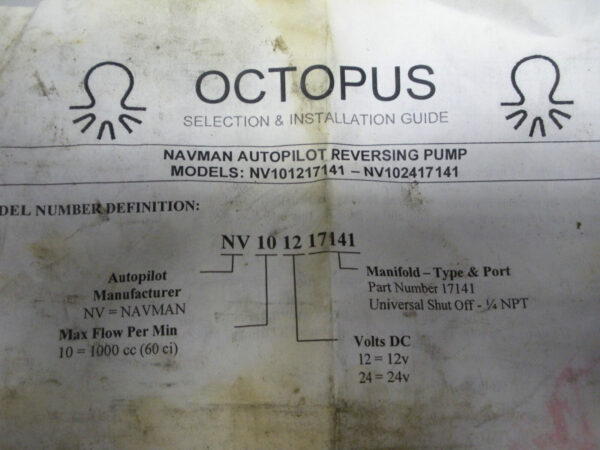 OCTOPUS
SELECTION & INSTALLATION GUIDE
NAVMAN AUTOPILOT REVERSING PUMP
MODELS: NV101217141 – NV102417141
DEL NUMBER DEFINITION:
NV 10 12 17141
Autopilot
Manufacturer
NV = NAVMAN
Max Flow Per Min
10 = 1000 cc (60 ci)
Manifold – Type & Port
Part Number 17141
Universal Shut Off - ¼ NPT
Volts DC
12 = 12v
24 = 24v